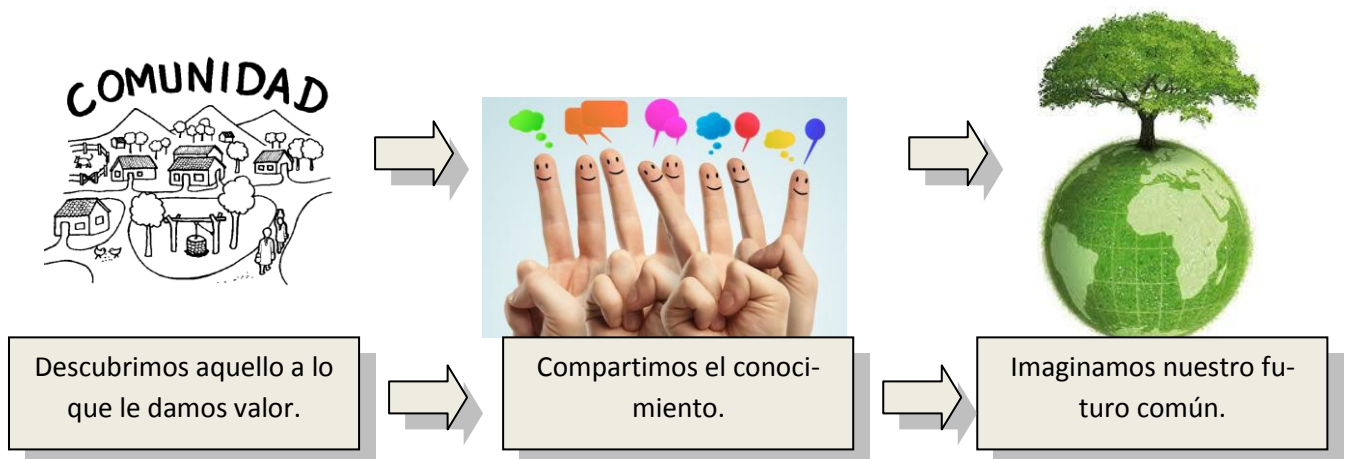 COMUNIDAD
Descubrimos aquello a lo
que le damos valor.
Compartimos el conoci-
miento.
Imaginamos nuestro fu-
turo común.